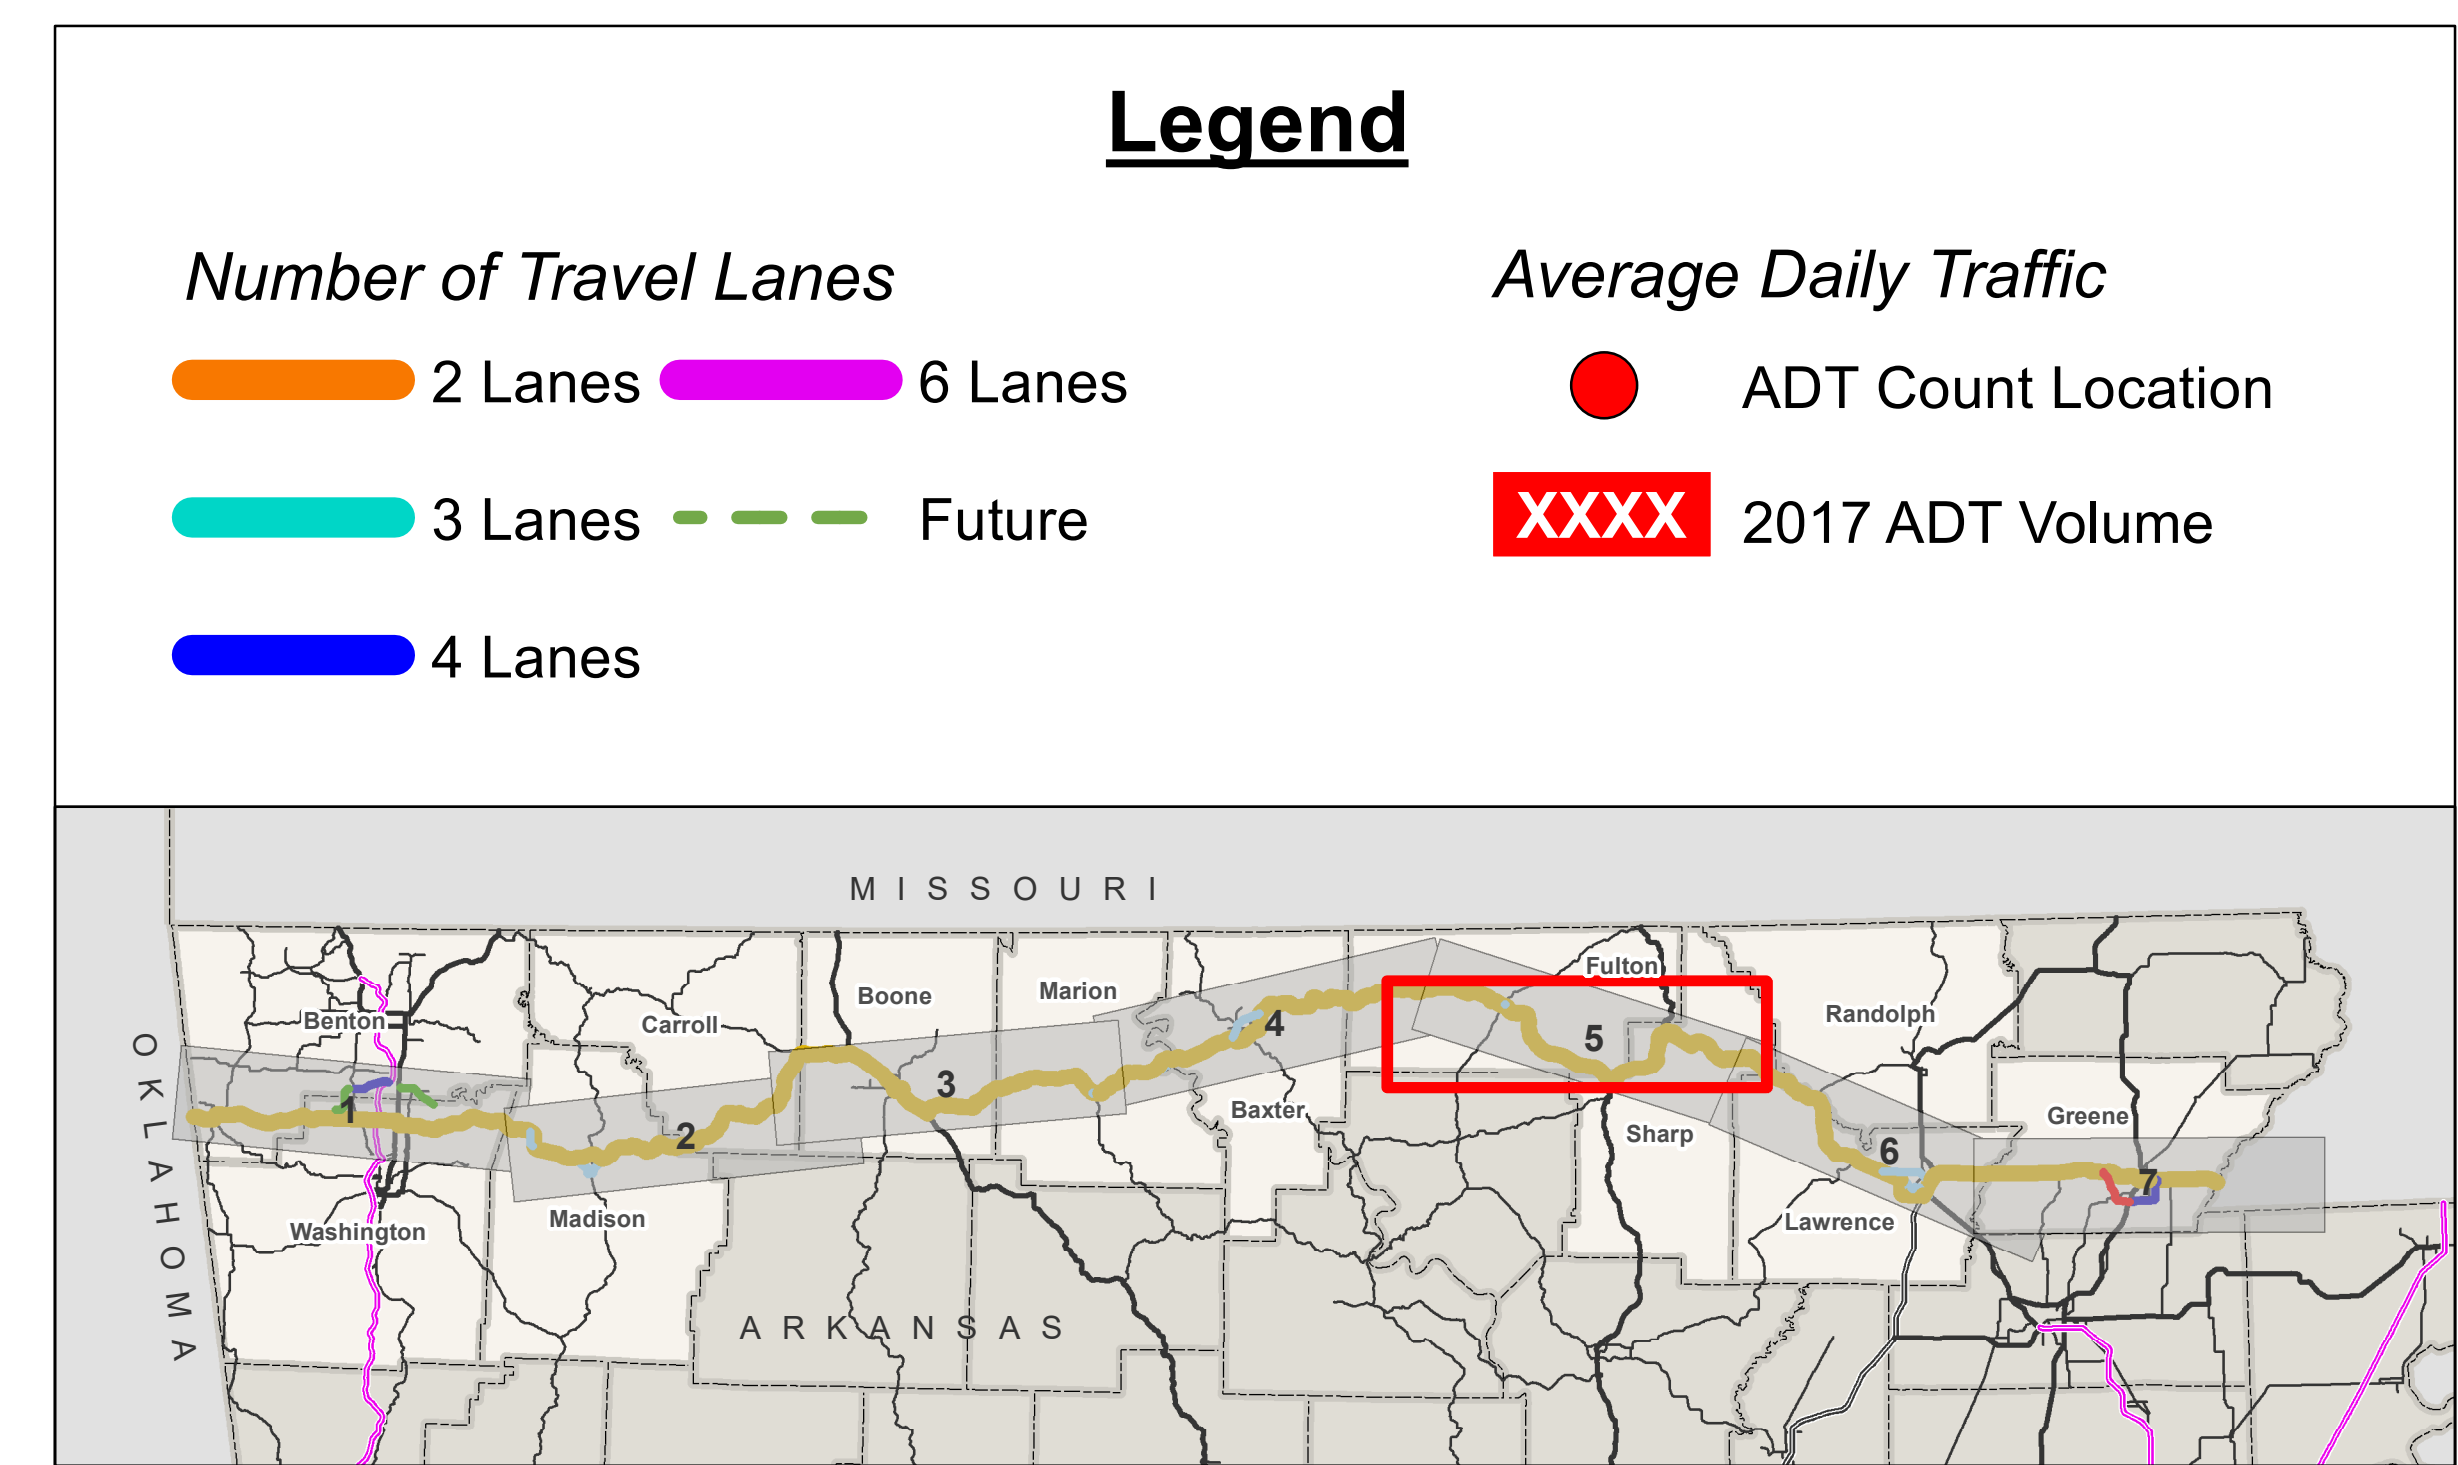 Legend
Number of Travel Lanes
Average Daily Traffic
2 Lanes
6 Lanes
ADT Count Location
3 Lanes
Future
XXXX
2017 ADT Volume
4 Lanes
MISSOURI
OKLAHOMA
ARKANSAS
Benton
Carroll
Boone
Marion
Fulton
Randolph
Baxter
Sharp
Greene
Washington
Madison
Lawrence
1
2
3
4
5
6
7